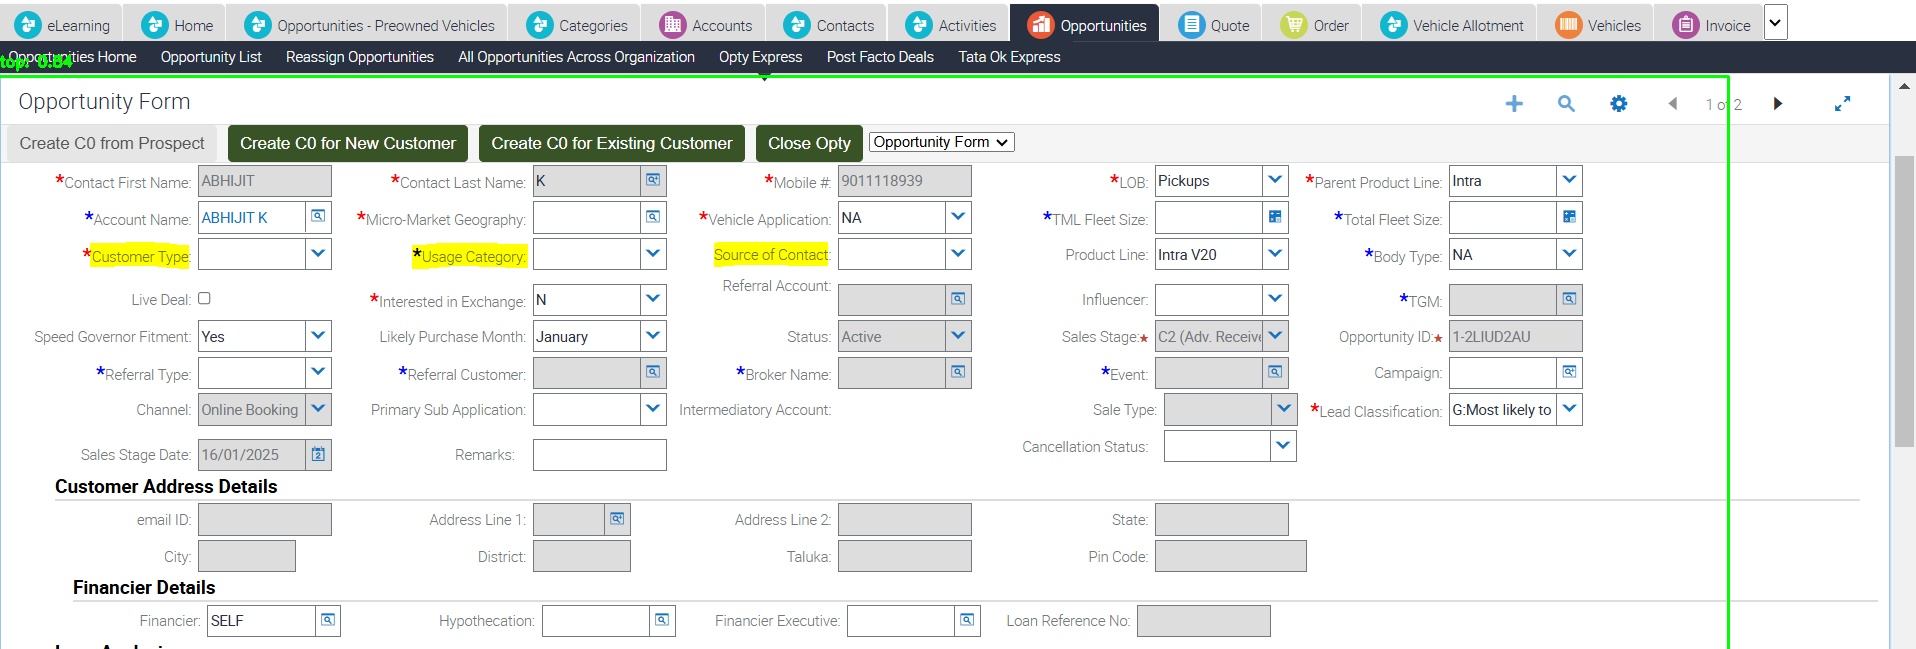 eLearning Home Opportunities - Preowned Vehicles Categories Accounts Contacts Activities Opportunities Quote Order Vehicle Allotment Vehicles Invoice
Opportunities Home Opportunity List Reassign Opportunities All Opportunities Across Organization Opty Express Post Facto Deals Tata Ok Express
top: 0.84
Opportunity Form 1 of 2
Create C0 from Prospect Create C0 for New Customer Create C0 for Existing Customer Close Opty Opportunity Form
*Contact First Name: ABHIJIT *Contact Last Name: K *Mobile #: 9011118939 *LOB: Pickups *Parent Product Line: Intra
*Account Name: ABHIJIT K *Micro-Market Geography: *Vehicle Application: NA *TML Fleet Size: *Total Fleet Size:
*Customer Type: *Usage Category: Source of Contact: Product Line: Intra V20 *Body Type: NA
Live Deal: *Interested in Exchange: N Referral Account: Influencer: *TGM:
Speed Governor Fitment: Yes Likely Purchase Month: January Status: Active Sales Stage:★ C2 (Adv. Receive Opportunity ID:★ 1-2LIUD2AU
*Referral Type: *Referral Customer: *Broker Name: *Event: Campaign:
Channel: Online Booking Primary Sub Application: Intermediatory Account: Sale Type: *Lead Classification: G:Most likely to
Sales Stage Date: 16/01/2025 Remarks: Cancellation Status:
Customer Address Details
email ID: Address Line 1: Address Line 2: State:
City: District: Taluka: Pin Code:
Financier Details
Financier: SELF Hypothecation: Financier Executive: Loan Reference No: